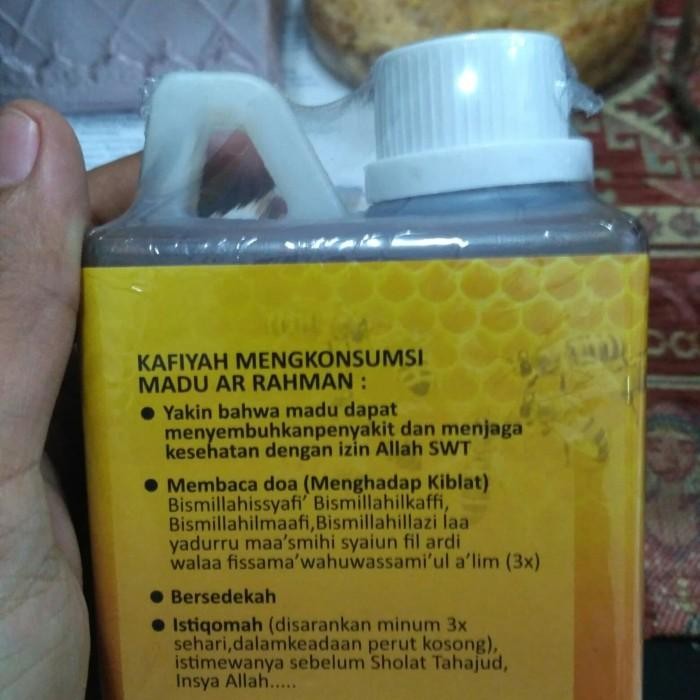 KAFIYAH MENGKONSUMSI
MADU AR RAHMAN :
● Yakin bahwa madu dapat
menyembuhkanpenyakit dan menjaga
kesehatan dengan izin Allah SWT
● Membaca doa (Menghadap Kiblat)
Bismillahissyafi' Bismillahilkaffi,
Bismillahilmaafi,Bismillahillazi laa
yadurru maa'smihi syaiun fil ardi
walaa fissama'wahuwassami'ul a'lim (3x)
● Bersedekah
● Istiqomah (disarankan minum 3x
sehari,dalamkeadaan perut kosong),
istimewanya sebelum Sholat Tahajud,
Insya Allah.....